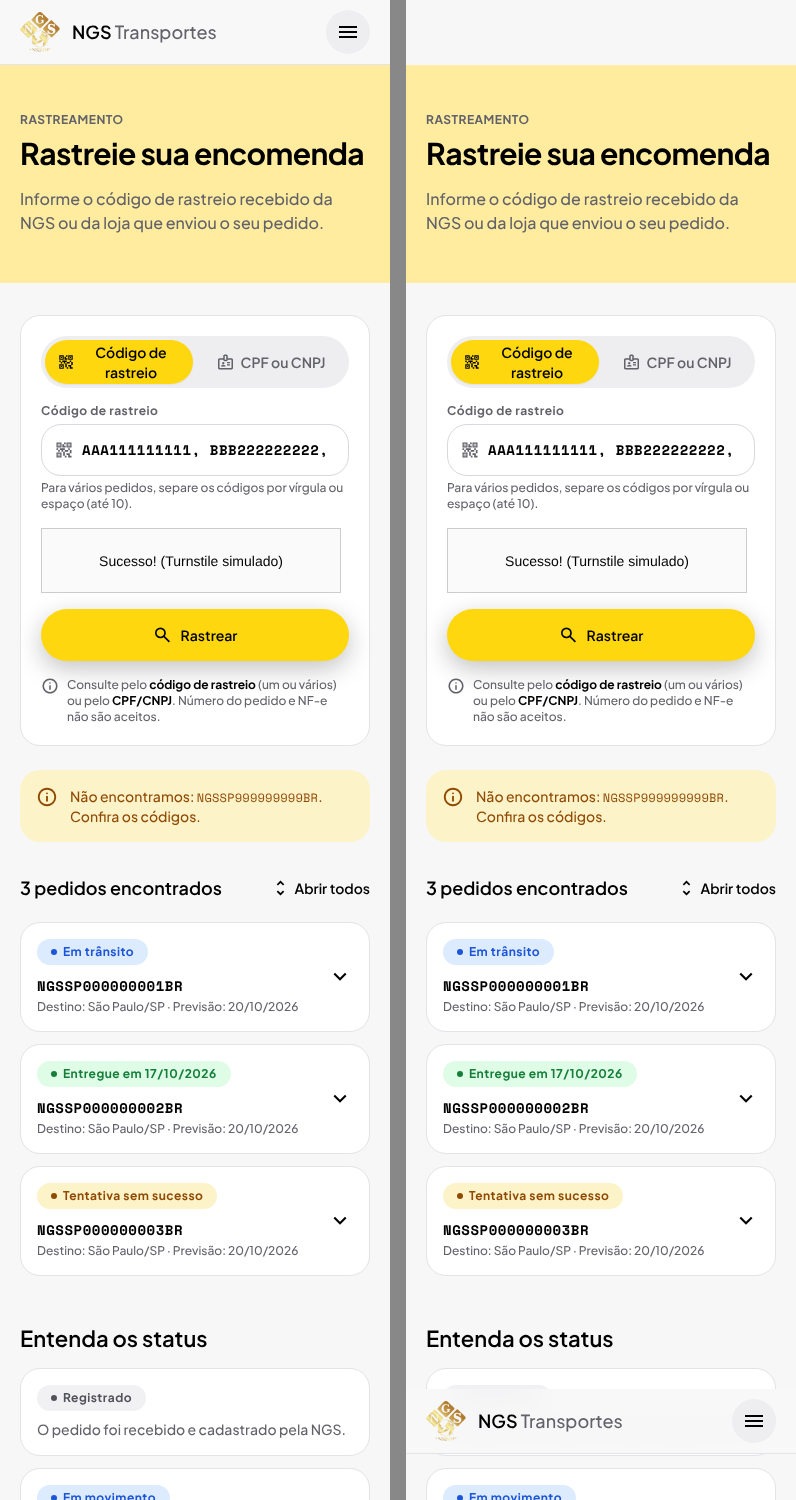 NGS Transportes
RASTREAMENTO
Rastreie sua encomenda
Informe o código de rastreio recebido da
NGS ou da loja que enviou o seu pedido.
Código de
rastreio
CPF ou CNPJ
Código de rastreio
AAA111111111, BBB222222222,
Para vários pedidos, separe os códigos por vírgula ou
espaço (até 10).
Sucesso! (Turnstile simulado)
Rastrear
Consulte pelo código de rastreio (um ou vários)
ou pelo CPF/CNPJ. Número do pedido e NF-e
não são aceitos.
Não encontramos: NGSSP999999999BR.
Confira os códigos.
3 pedidos encontrados
Abrir todos
Em trânsito
NGSSP000000001BR
Destino: São Paulo/SP · Previsão: 20/10/2026
Entregue em 17/10/2026
NGSSP000000002BR
Destino: São Paulo/SP · Previsão: 20/10/2026
Tentativa sem sucesso
NGSSP000000003BR
Destino: São Paulo/SP · Previsão: 20/10/2026
Entenda os status
Registrado
O pedido foi recebido e cadastrado pela NGS.
Em movimento
RASTREAMENTO
Rastreie sua encomenda
Informe o código de rastreio recebido da
NGS ou da loja que enviou o seu pedido.
Código de
rastreio
CPF ou CNPJ
Código de rastreio
AAA111111111, BBB222222222,
Para vários pedidos, separe os códigos por vírgula ou
espaço (até 10).
Sucesso! (Turnstile simulado)
Rastrear
Consulte pelo código de rastreio (um ou vários)
ou pelo CPF/CNPJ. Número do pedido e NF-e
não são aceitos.
Não encontramos: NGSSP999999999BR.
Confira os códigos.
3 pedidos encontrados
Abrir todos
Em trânsito
NGSSP000000001BR
Destino: São Paulo/SP · Previsão: 20/10/2026
Entregue em 17/10/2026
NGSSP000000002BR
Destino: São Paulo/SP · Previsão: 20/10/2026
Tentativa sem sucesso
NGSSP000000003BR
Destino: São Paulo/SP · Previsão: 20/10/2026
Entenda os status
NGS Transportes
Em movimento